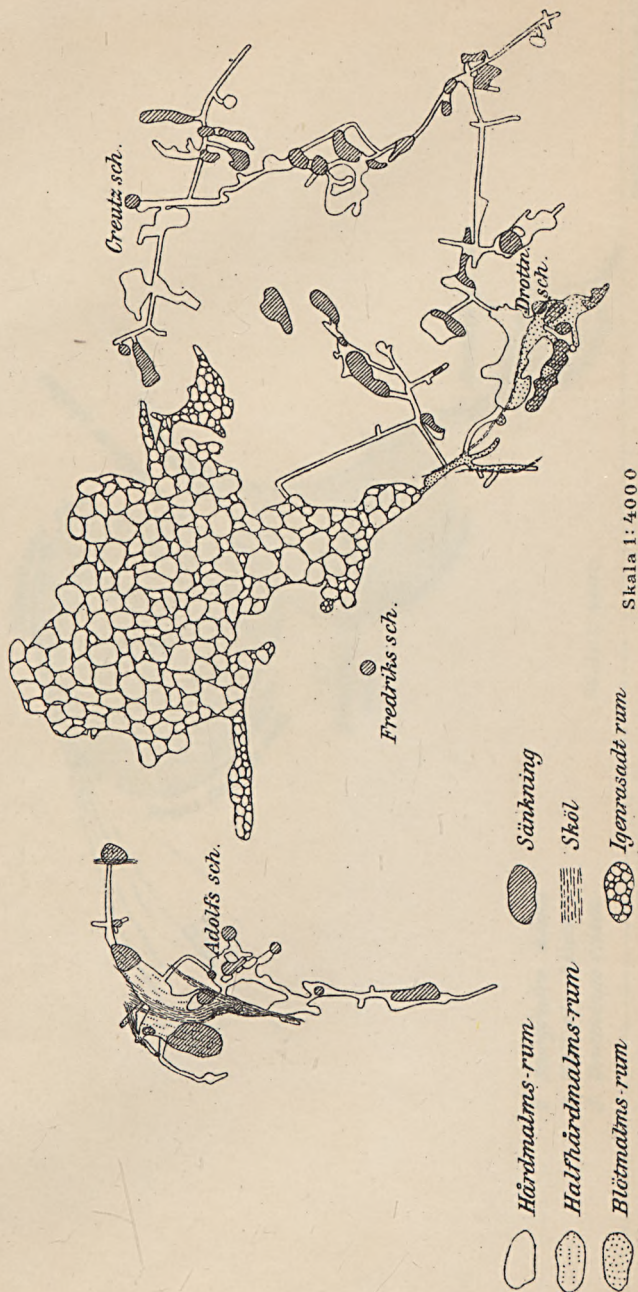 Creutz sch.
Drottn.
sch.
Fredriks sch.
Adolfs sch.
Hårdmalms-rum
Halfhårdmalms-rum
Blötmalms-rum
Sänkning
Sköl
Igenrasadt rum
Skala 1:4000